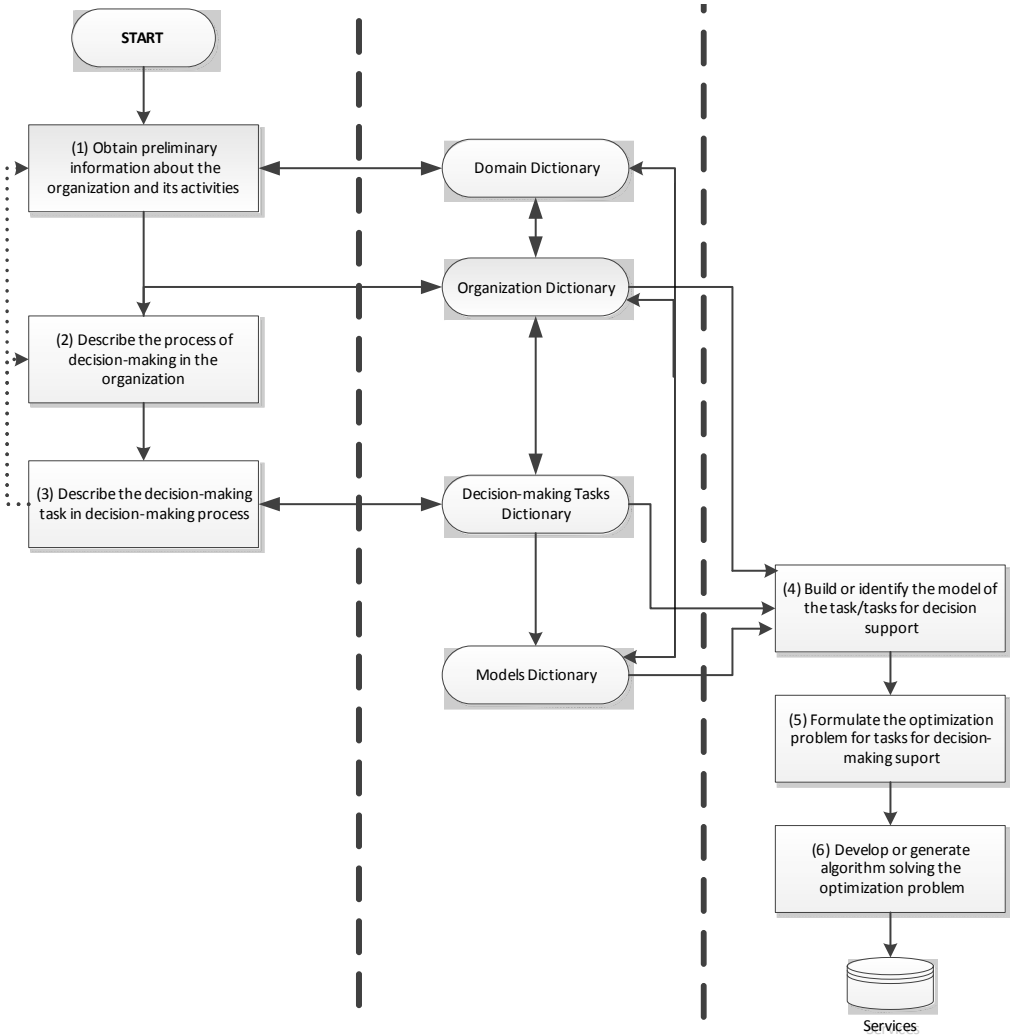 START
(1) Obtain preliminary
information about the
organization and its activities
(2) Describe the process of
decision-making in the
organization
(3) Describe the decision-making
task in decision-making process
Domain Dictionary
Organization Dictionary
Decision-making Tasks
Dictionary
Models Dictionary
(4) Build or identify the model of
the task/tasks for decision
support
(5) Formulate the optimization
problem for tasks for decision-
making suport
(6) Develop or generate
algorithm solving the
optimization problem
Services